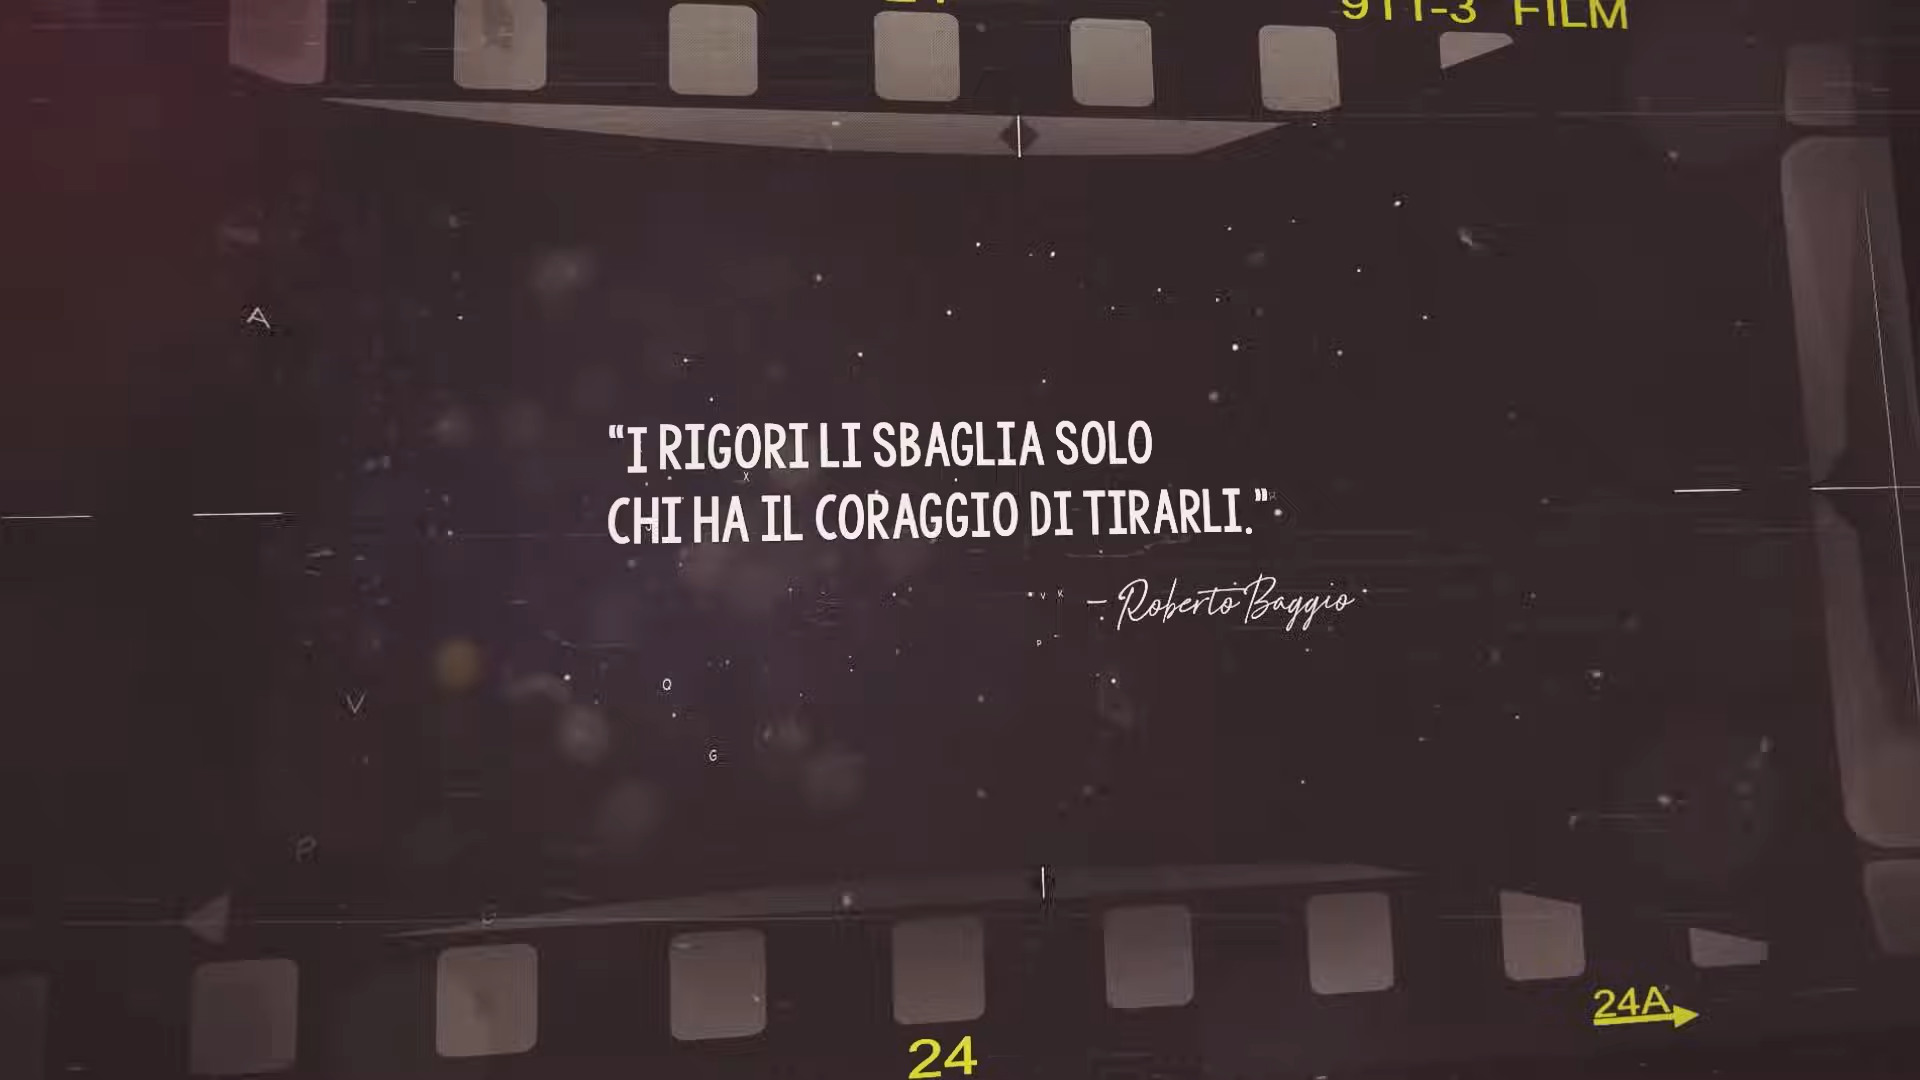 911-3 FILM
A
“I RIGORI LI SBAGLIA SOLO
CHI HA IL CORAGGIO DI TIRARLI.”
– Roberto Baggio
X
V K
P
Q
V
G
P
24A
24